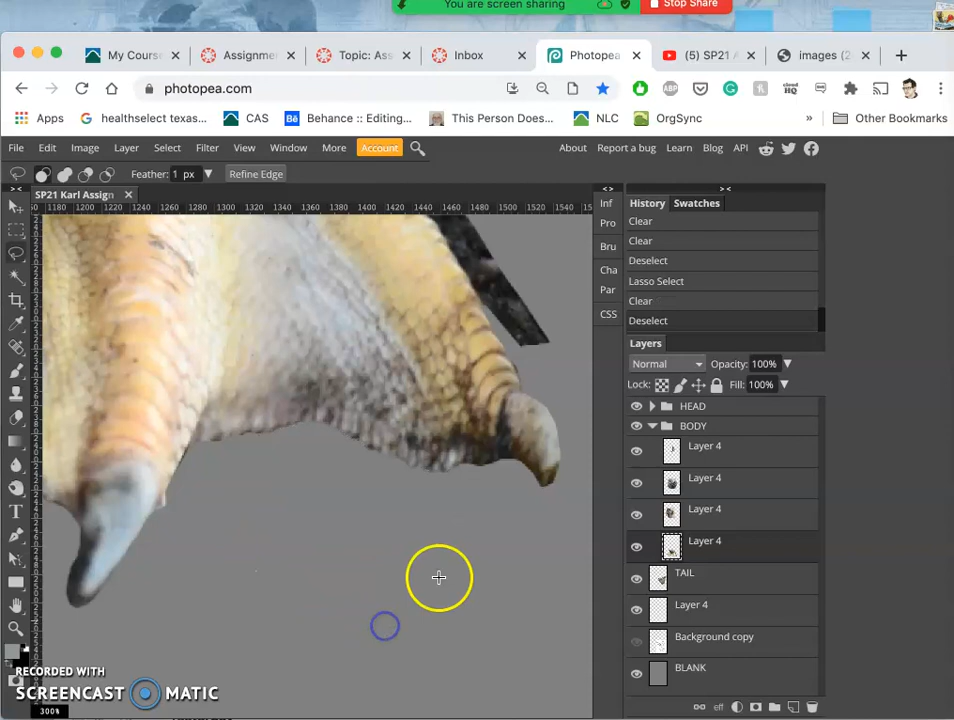 You are screen sharing Stop Share
My Cours Assignme Topic: Ass Inbox Photopea (5) SP21 A images (2
photopea.com
Apps healthselect texas... CAS Behance :: Editing... This Person Does... NLC OrgSync » Other Bookmarks
File Edit Image Layer Select Filter View Window More Account About Report a bug Learn Blog API
Feather: 1 px Refine Edge
SP21 Karl Assign
1180 1200 1220 1240 1260 1280 1300 1320 1340 1360 1380 1400 1420 1440 1460 1480 1500 1520 1540
Inf
Pro
Bru
Cha
Par
CSS
History Swatches
Clear
Clear
Deselect
Lasso Select
Clear
Deselect
Layers
Normal Opacity: 100%
Lock: Fill: 100%
HEAD
BODY
Layer 4
Layer 4
Layer 4
Layer 4
TAIL
Layer 4
Background copy
BLANK
RECORDED WITH
SCREENCAST MATIC
300%